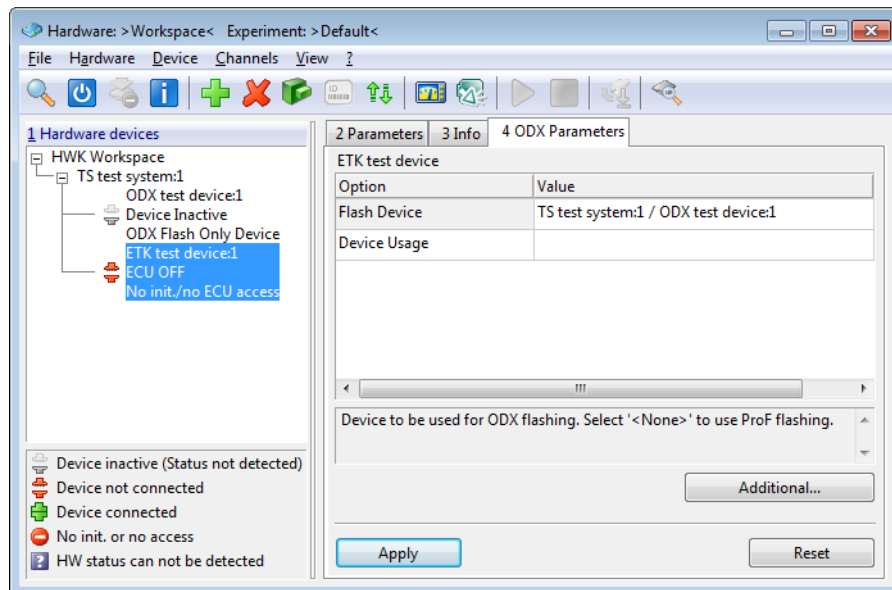 Hardware: >Workspace<   Experiment: >Default<
File Hardware Device Channels View ?
1 Hardware devices
HWK Workspace
TS test system:1
ODX test device:1
Device Inactive
ODX Flash Only Device
ETK test device:1
ECU OFF
No init./no ECU access
Device inactive (Status not detected)
Device not connected
Device connected
No init. or no access
HW status can not be detected
2 Parameters 3 Info 4 ODX Parameters
ETK test device
Option Value
Flash Device TS test system:1 / ODX test device:1
Device Usage
Device to be used for ODX flashing. Select '<None>' to use ProF flashing.
Additional...
Apply Reset